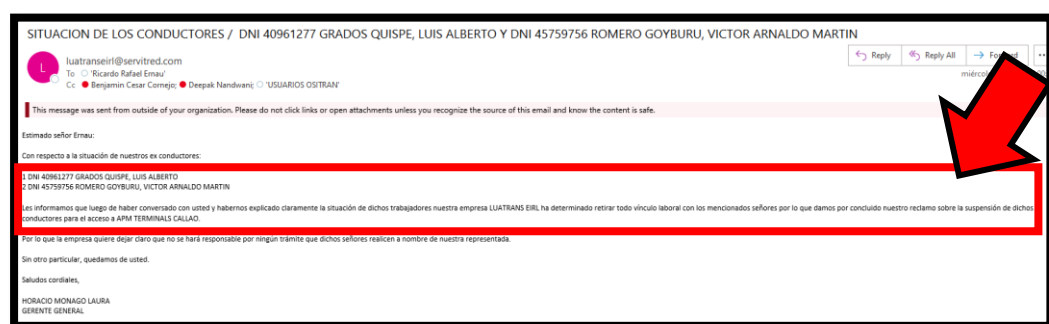 SITUACION DE LOS CONDUCTORES / DNI 40961277 GRADOS QUISPE, LUIS ALBERTO Y DNI 45759756 ROMERO GOYBURU, VICTOR ARNALDO MARTIN
L
luatranseirl@servitred.com
To 'Ricardo Rafael Ernau'
Cc Benjamin Cesar Cornejo; Deepak Nandwani; 'USUARIOS OSITRAN'
Reply Reply All Forward
This message was sent from outside of your organization. Please do not click links or open attachments unless you recognize the source of this email and know the content is safe.
Estimado señor Ernau:
Con respecto a la situación de nuestros ex conductores:
1 DNI 40961277 GRADOS QUISPE, LUIS ALBERTO
2 DNI 45759756 ROMERO GOYBURU, VICTOR ARNALDO MARTIN
Les informamos que luego de haber conversado con usted y habernos explicado claramente la situación de dichos trabajadores nuestra empresa LUATRANS EIRL ha determinado retirar todo vínculo laboral con los mencionados señores por lo que damos por concluido nuestro reclamo sobre la suspensión de dichos
conductores para el acceso a APM TERMINALS CALLAO.
Por lo que la empresa quiere dejar claro que no se hará responsable por ningún trámite que dichos señores realicen a nombre de nuestra representada.
Sin otro particular, quedamos de usted.
Saludos cordiales,
HORACIO MONAGO LAURA
GERENTE GENERAL